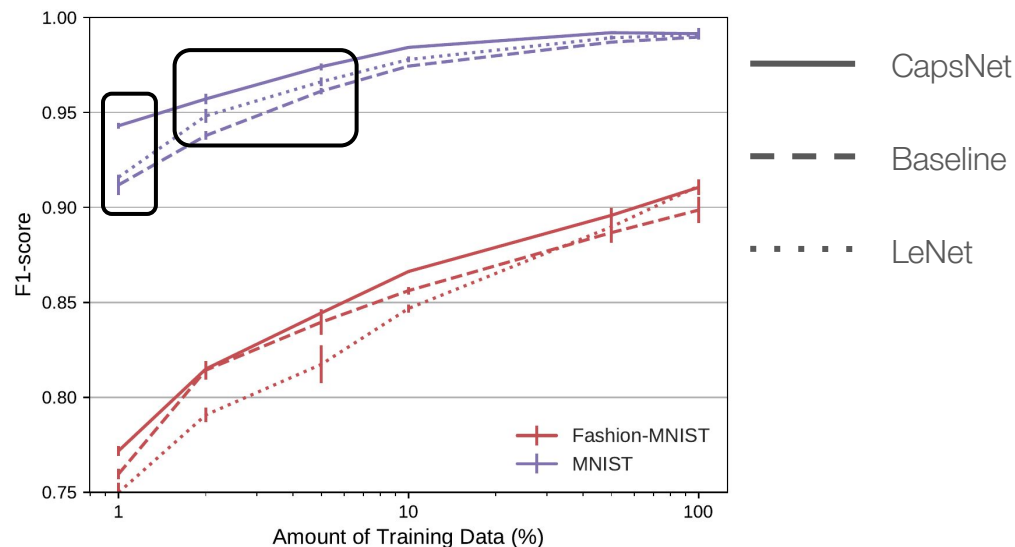 1.00
0.95
0.90
0.85
0.80
0.75
F1-score
1
10
100
Amount of Training Data (%)
Fashion-MNIST
MNIST
CapsNet
Baseline
LeNet